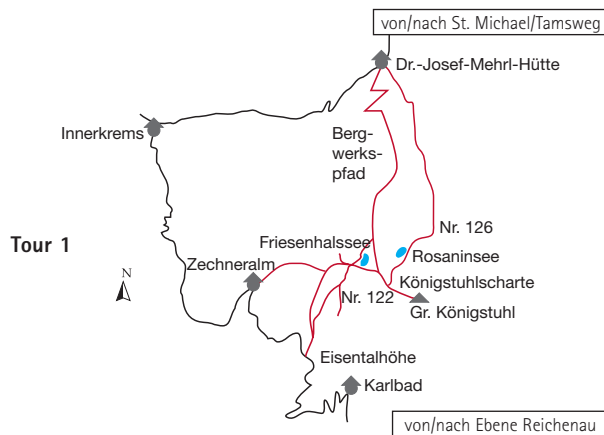 von/nach St. Michael/Tamsweg
Dr.-Josef-Mehrl-Hütte
Innerkrems
Berg-
werks-
pfad
Nr. 126
Tour 1
Friesenhalssee
Rosaninsee
Zechneralm
N
Königstuhlscharte
Nr. 122
Gr. Königstuhl
Eisentalhöhe
Karlbad
von/nach Ebene Reichenau